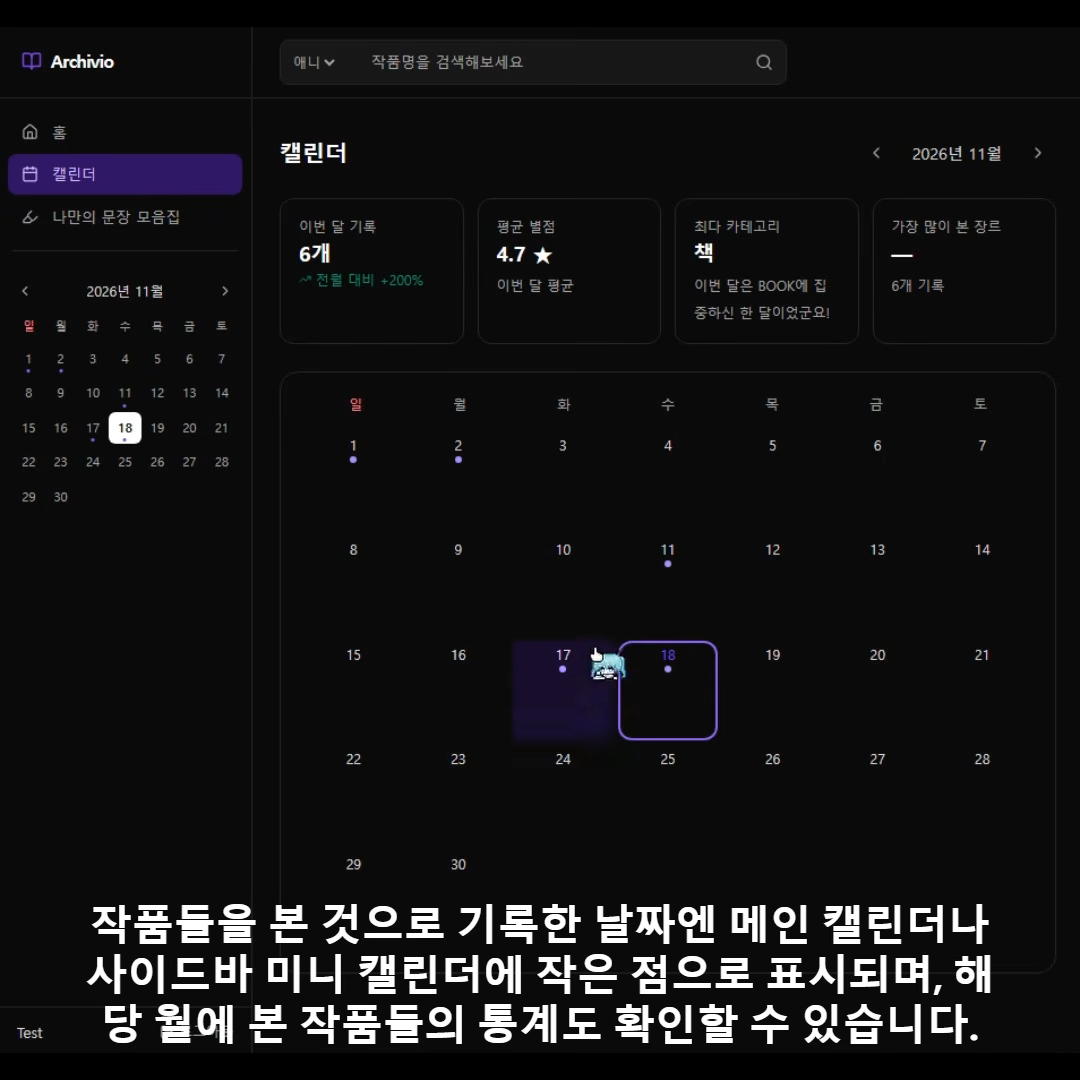 Archivio
애니
작품명을 검색해보세요
홈
캘린더
나만의 문장 모음집
2026년 11월
일 월 화 수 목 금 토
1 2 3 4 5 6 7
8 9 10 11 12 13 14
15 16 17 18 19 20 21
22 23 24 25 26 27 28
29 30
Test
캘린더
2026년 11월
이번 달 기록
6개
전월 대비 +200%
평균 별점
4.7 ★
이번 달 평균
최다 카테고리
책
이번 달은 BOOK에 집
중하신 한 달이었군요!
가장 많이 본 장르
—
6개 기록
일 월 화 수 목 금 토
1 2 3 4 5 6 7
8 9 10 11 12 13 14
15 16 17 18 19 20 21
22 23 24 25 26 27 28
29 30
작품들을 본 것으로 기록한 날짜엔 메인 캘린더나
사이드바 미니 캘린더에 작은 점으로 표시되며, 해
당 월에 본 작품들의 통계도 확인할 수 있습니다.